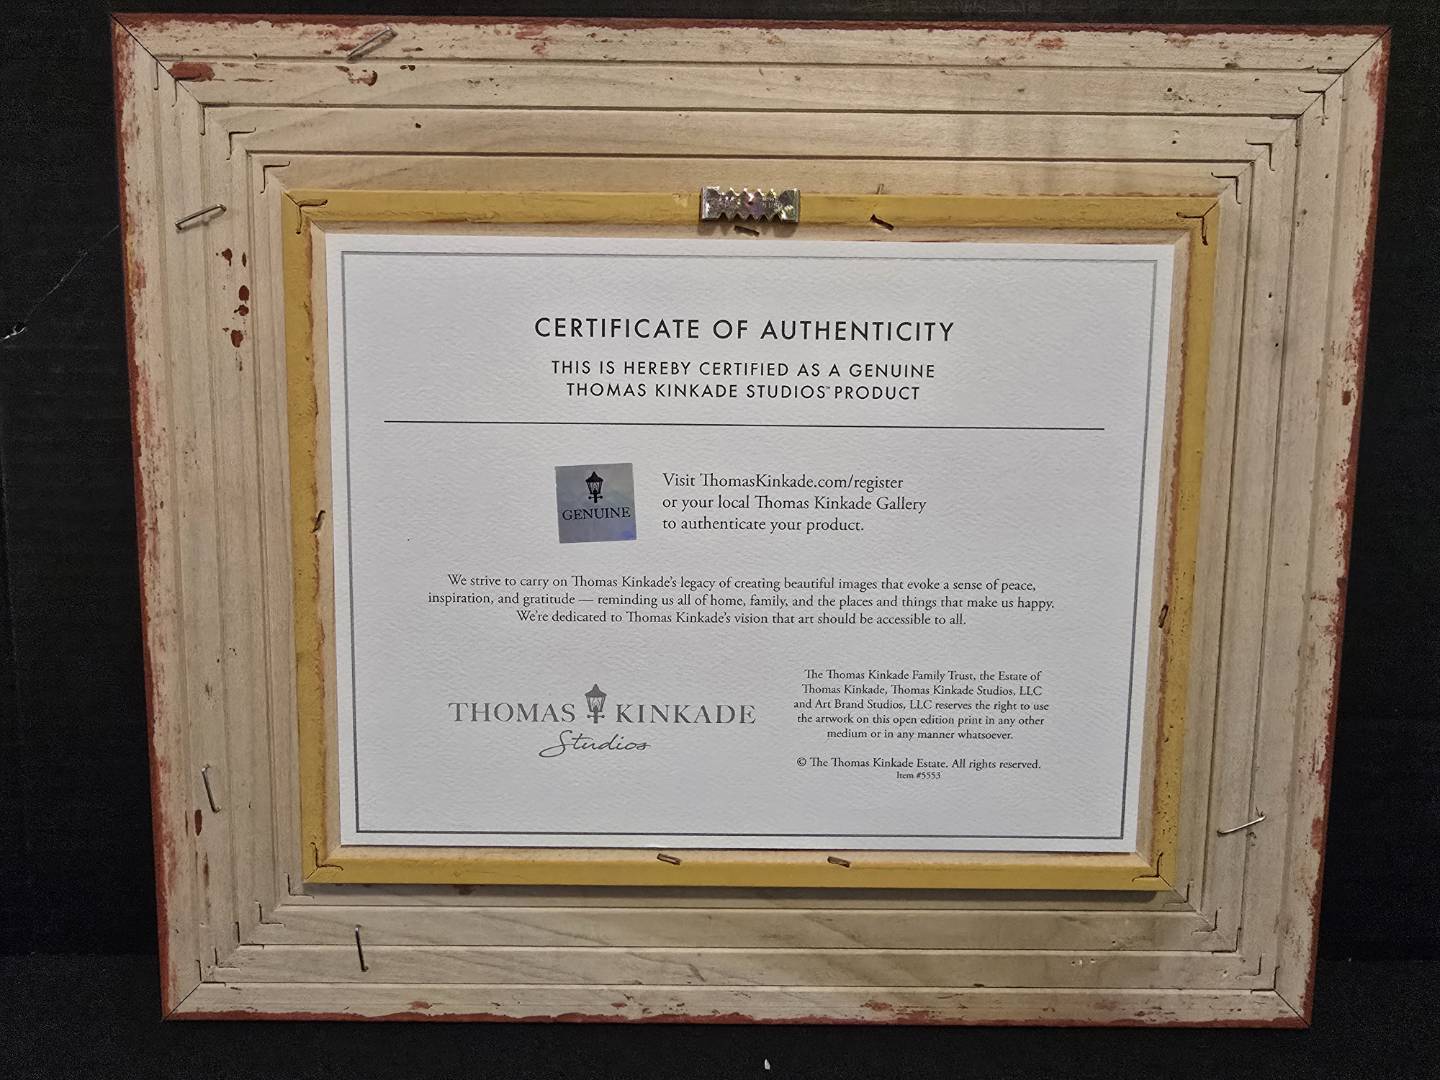 CERTIFICATE OF AUTHENTICITY
THIS IS HEREBY CERTIFIED AS A GENUINE
THOMAS KINKADE STUDIOS™ PRODUCT
GENUINE
Visit ThomasKinkade.com/register
or your local Thomas Kinkade Gallery
to authenticate your product.
We strive to carry on Thomas Kinkade's legacy of creating beautiful images that evoke a sense of peace,
inspiration, and gratitude — reminding us all of home, family, and the places and things that make us happy.
We're dedicated to Thomas Kinkade's vision that art should be accessible to all.
THOMAS KINKADE
Studios
The Thomas Kinkade Family Trust, the Estate of
Thomas Kinkade, Thomas Kinkade Studios, LLC
and Art Brand Studios, LLC reserves the right to use
the artwork on this open edition print in any other
medium or in any manner whatsoever.
© The Thomas Kinkade Estate. All rights reserved.
Item #5553